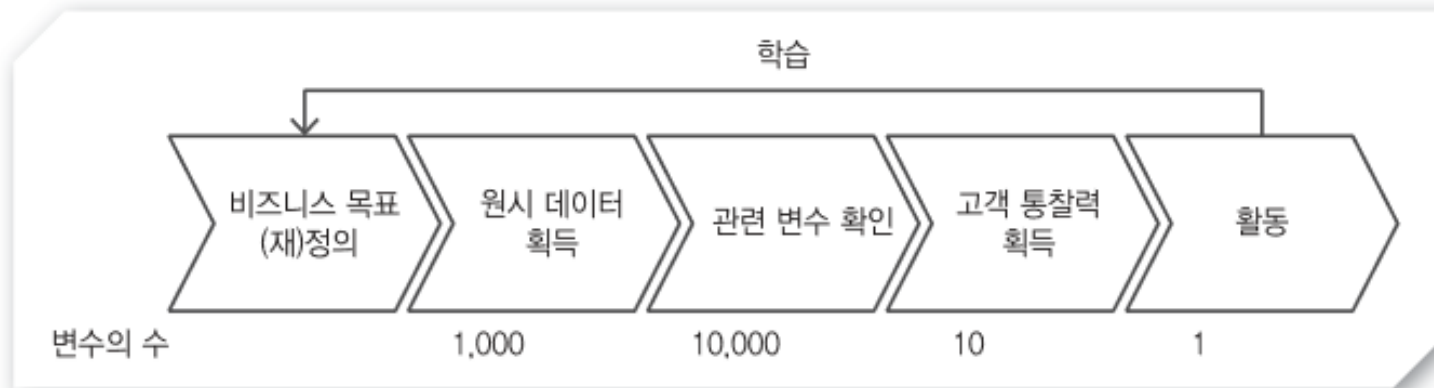 학습
비즈니스 목표
(재)정의
원시 데이터
획득
관련 변수 확인
고객 통찰력
획득
활동
변수의 수 1,000 10,000 10 1